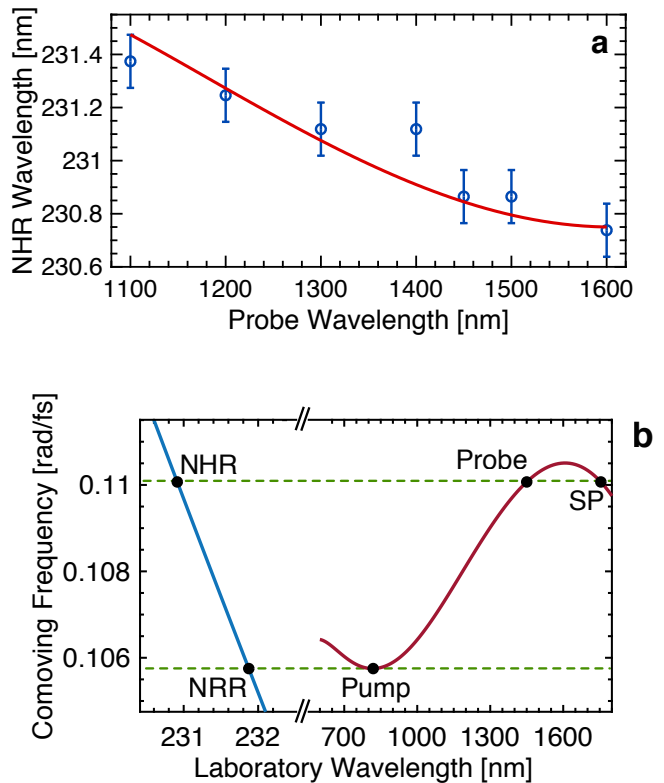 a
NHR Wavelength [nm]
231.4
231.2
231
230.8
230.6
1100 1200 1300 1400 1500 1600
Probe Wavelength [nm]
b
Comoving Frequency [rad/fs]
0.11
0.108
0.106
NHR
Probe
SP
NRR
Pump
231 232 700 1000 1300 1600
Laboratory Wavelength [nm]